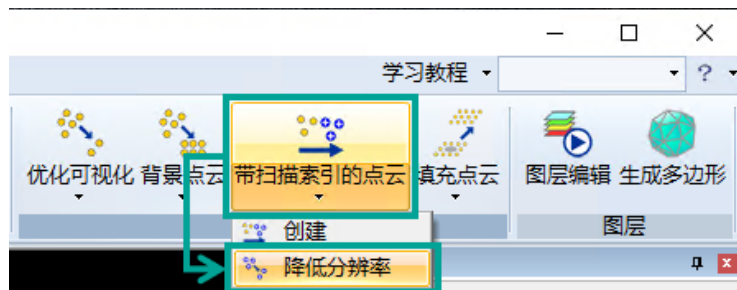 学习教程
?
优化可视化 背景点云 带扫描索引的点云 填充点云 图层编辑 生成多边形
创建
图层
降低分辨率